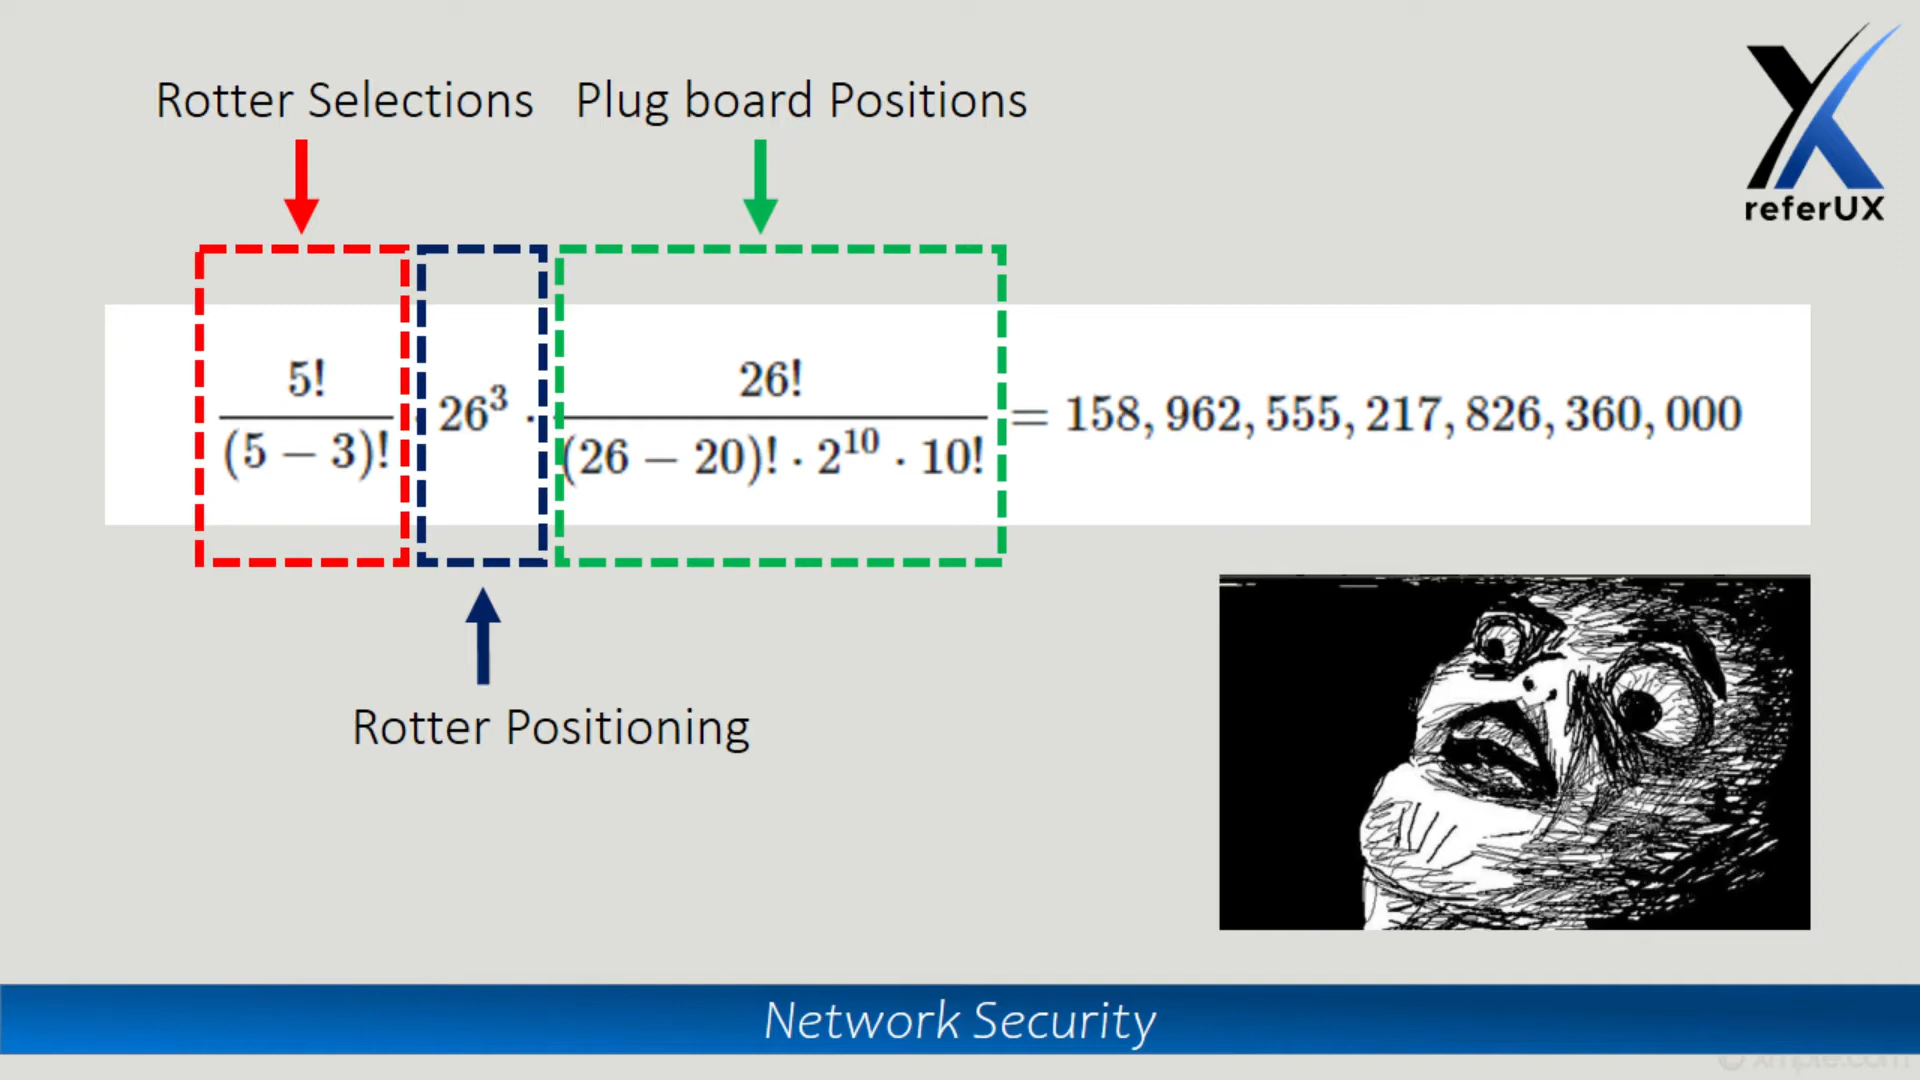 Rotter Selections
Plug board Positions
referUX
5! / (5 − 3)! · 26³ · 26! / (26 − 20)! · 2¹⁰ · 10! = 158, 962, 555, 217, 826, 360, 000
Rotter Positioning
Network Security